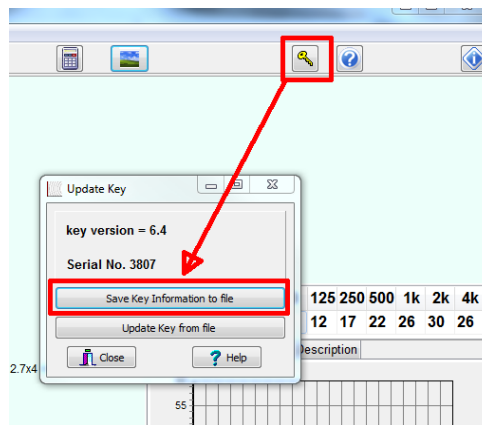 Update Key
key version = 6.4
Serial No. 3807
Save Key Information to file
Update Key from file
Close
? Help
125 250 500 1k 2k 4k
12 17 22 26 30 26
Description
2.7x4
55